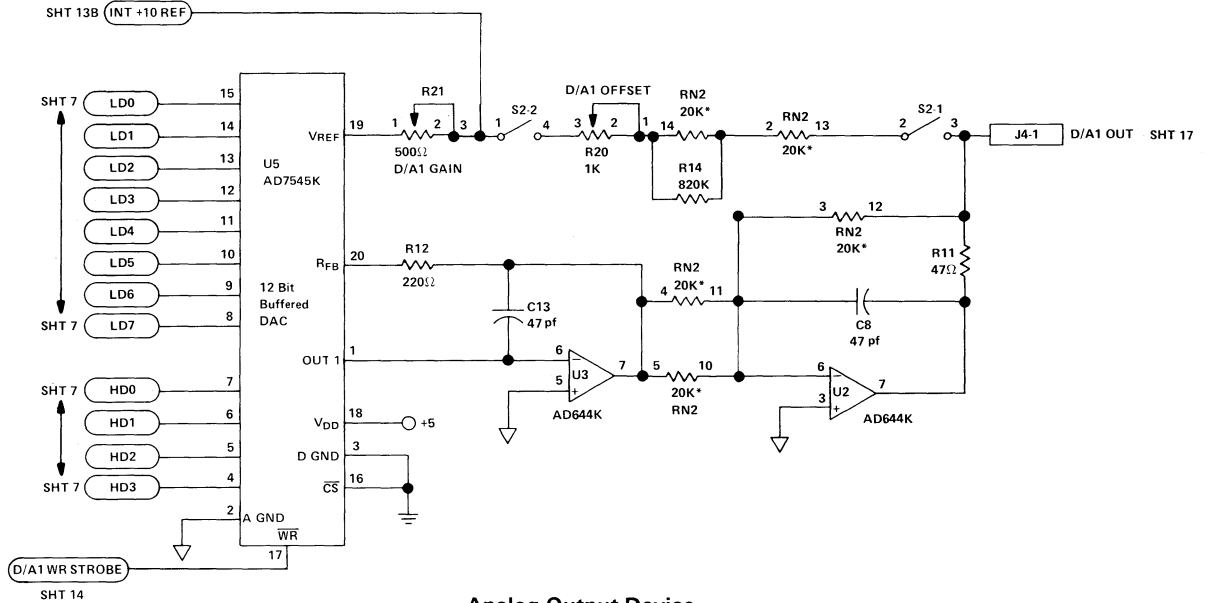 SHT 13B INT +10 REF
SHT 7 LD0 15
LD1 14
LD2 13
LD3 12
LD4 11
LD5 10
LD6 9
SHT 7 LD7 8
SHT 7 HD0 7
HD1 6
HD2 5
SHT 7 HD3 4
2 A GND
WR
17
D/A1 WR STROBE
SHT 14
U5
AD7545K
12 Bit
Buffered
DAC
VREF 19
RFB 20
OUT 1 1
VDD 18 +5
D GND 3
CS 16
R21
1 2 3
500Ω
D/A1 GAIN
S2-2
1 4
D/A1 OFFSET
3 2 1
R20
1K
RN2
20K*
14
R14
820K
RN2
2 13
20K*
S2-1
2 3
J4-1 D/A1 OUT SHT 17
3 12
RN2
20K*
R11
47Ω
R12
220Ω
C13
47 pf
RN2
20K*
4 11
C8
47 pf
6 −
5 +
U3
7
AD644K
5 10
20K*
RN2
6 −
3 +
U2
7
AD644K